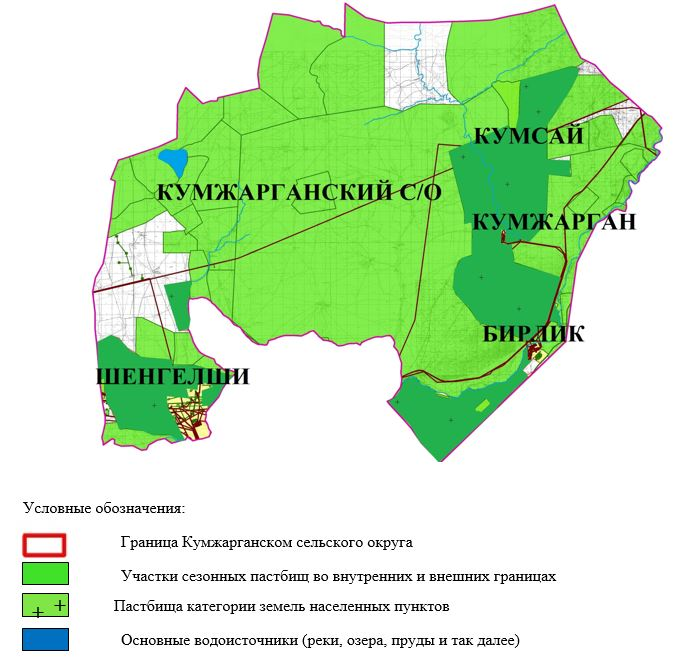 КУМСАЙ
КУМЖАРГАНСКИЙ С/О
КУМЖАРГАН
БИРЛИК
ШЕНГЕЛШИ
Условные обозначения:
Граница Кумжарганском сельского округа
Участки сезонных пастбищ во внутренних и внешних границах
Пастбища категории земель населенных пунктов
Основные водоисточники (реки, озера, пруды и так далее)